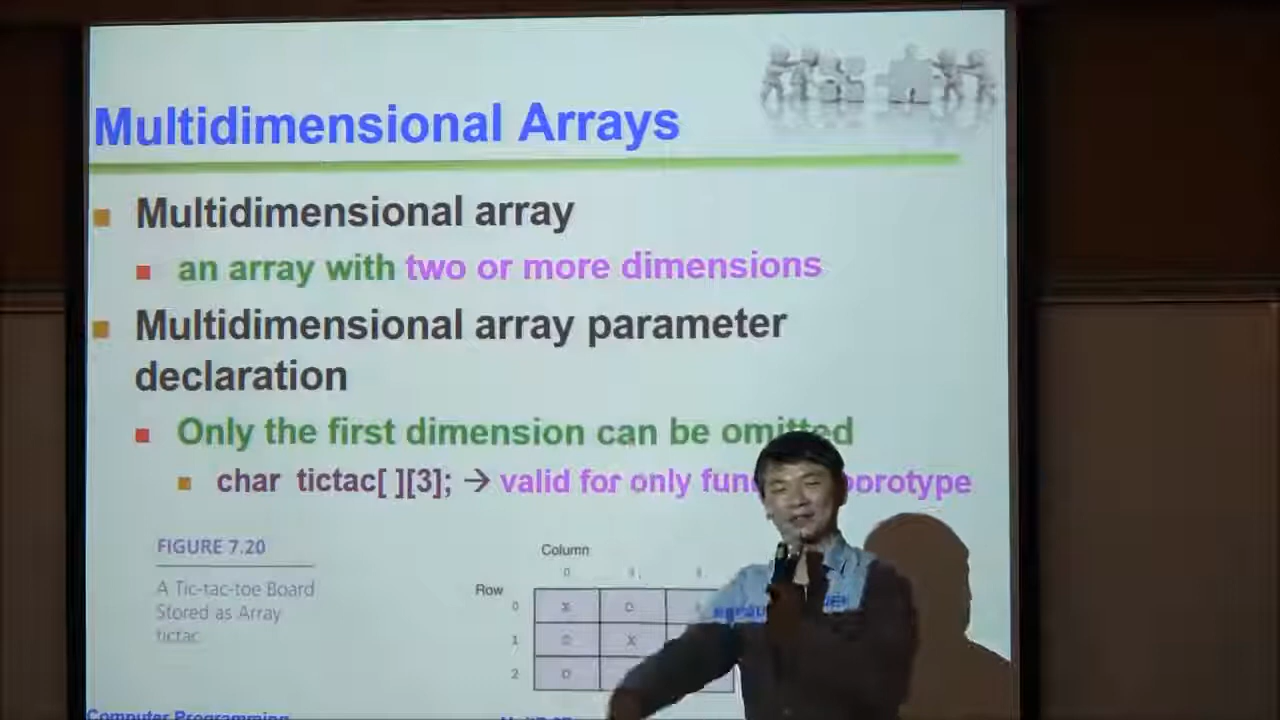 Multidimensional Arrays
Multidimensional array
an array with two or more dimensions
Multidimensional array parameter
declaration
Only the first dimension can be omitted
char tictac[ ][3]; → valid for only porotype
FIGURE 7.20
A Tic-tac-toe Board
Stored as Array
tictac
Column
0 1
Row
0 X O
1 O X
2 O
Computer Programming